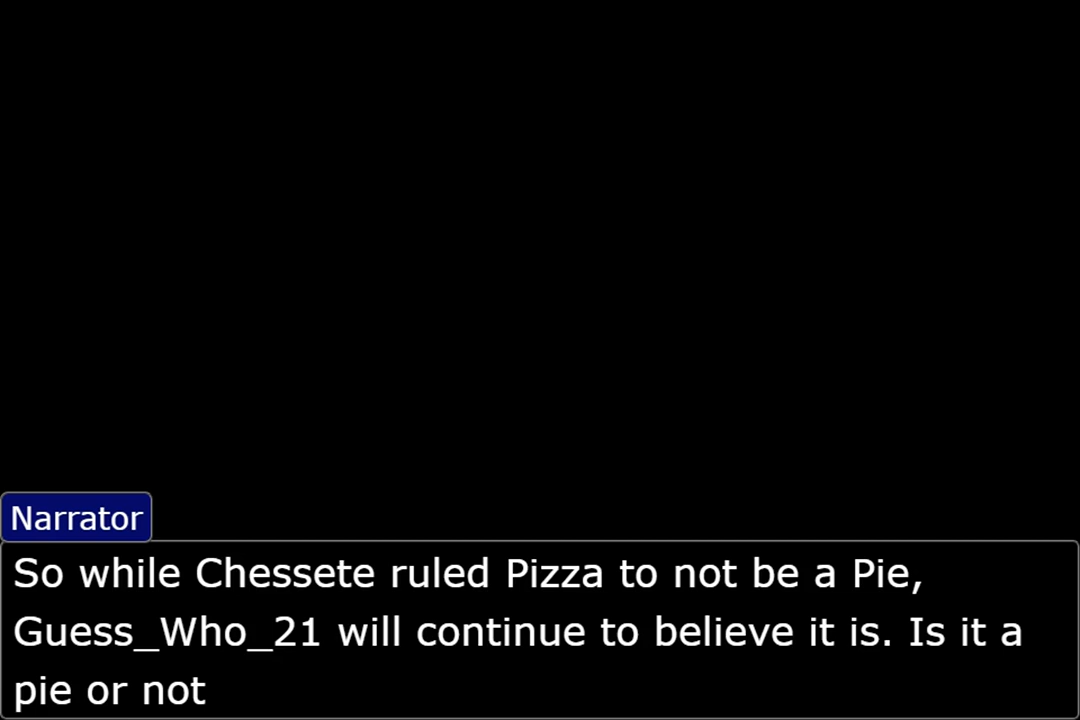 Narrator
So while Chessete ruled Pizza to not be a Pie,
Guess_Who_21 will continue to believe it is. Is it a
pie or not